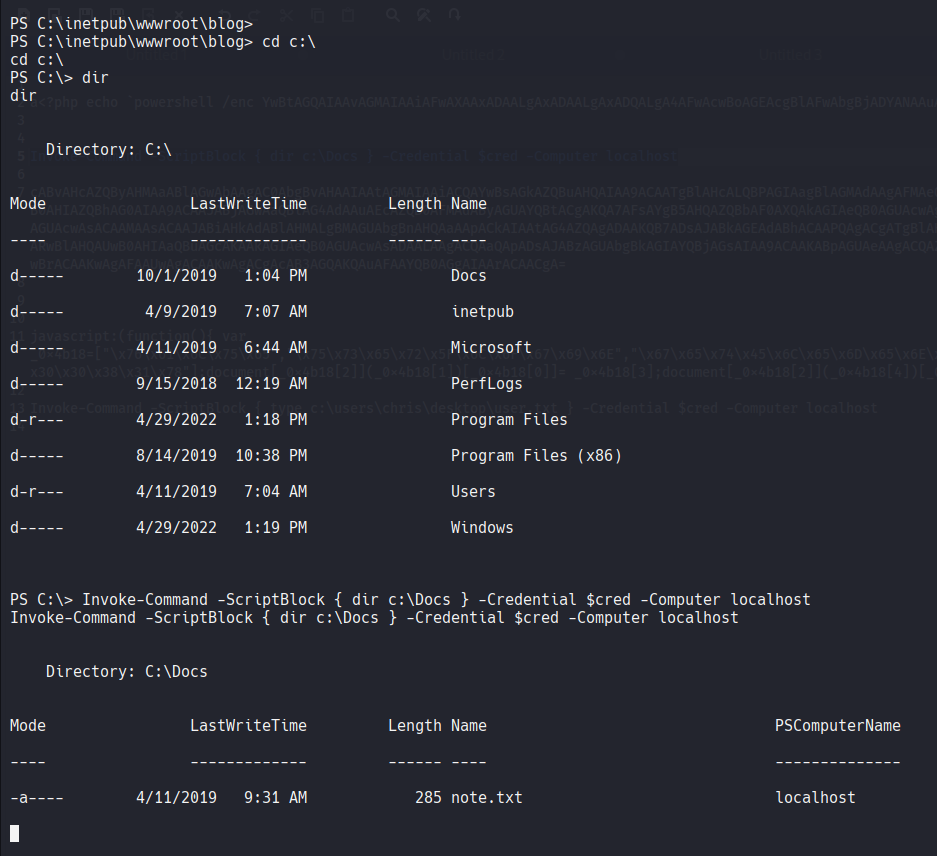 PS C:\inetpub\wwwroot\blog>
PS C:\inetpub\wwwroot\blog> cd c:\
cd c:\
PS C:\> dir
dir
Directory: C:\
Mode LastWriteTime Length Name
---- ------------- ------ ----
d----- 10/1/2019 1:04 PM Docs
d----- 4/9/2019 7:07 AM inetpub
d----- 4/11/2019 6:44 AM Microsoft
d----- 9/15/2018 12:19 AM PerfLogs
d-r--- 4/29/2022 1:18 PM Program Files
d----- 8/14/2019 10:38 PM Program Files (x86)
d-r--- 4/11/2019 7:04 AM Users
d----- 4/29/2022 1:19 PM Windows
PS C:\> Invoke-Command -ScriptBlock { dir c:\Docs } -Credential $cred -Computer localhost
Invoke-Command -ScriptBlock { dir c:\Docs } -Credential $cred -Computer localhost
Directory: C:\Docs
Mode LastWriteTime Length Name PSComputerName
---- ------------- ------ ---- --------------
-a---- 4/11/2019 9:31 AM 285 note.txt localhost